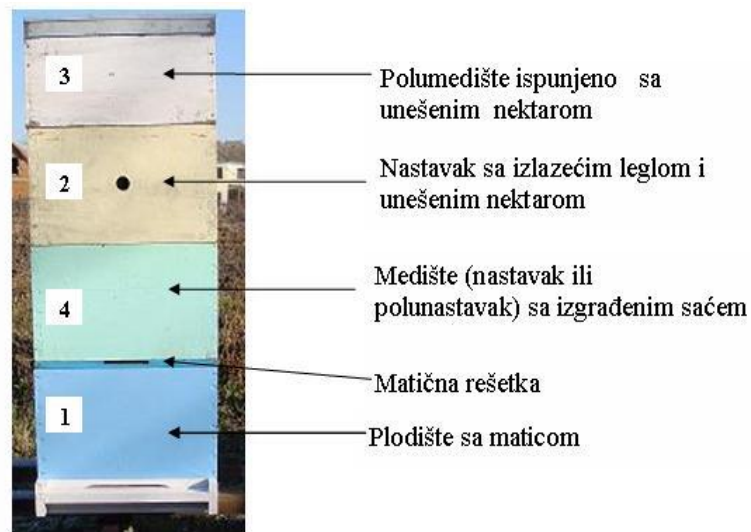 3
Polumedište ispunjeno sa
unešenim nektarom
2
Nastavak sa izlazećim leglom i
unešenim nektarom
4
Medište (nastavak ili
polunastavak) sa izgrađenim saćem
Matična rešetka
1
Plodište sa maticom